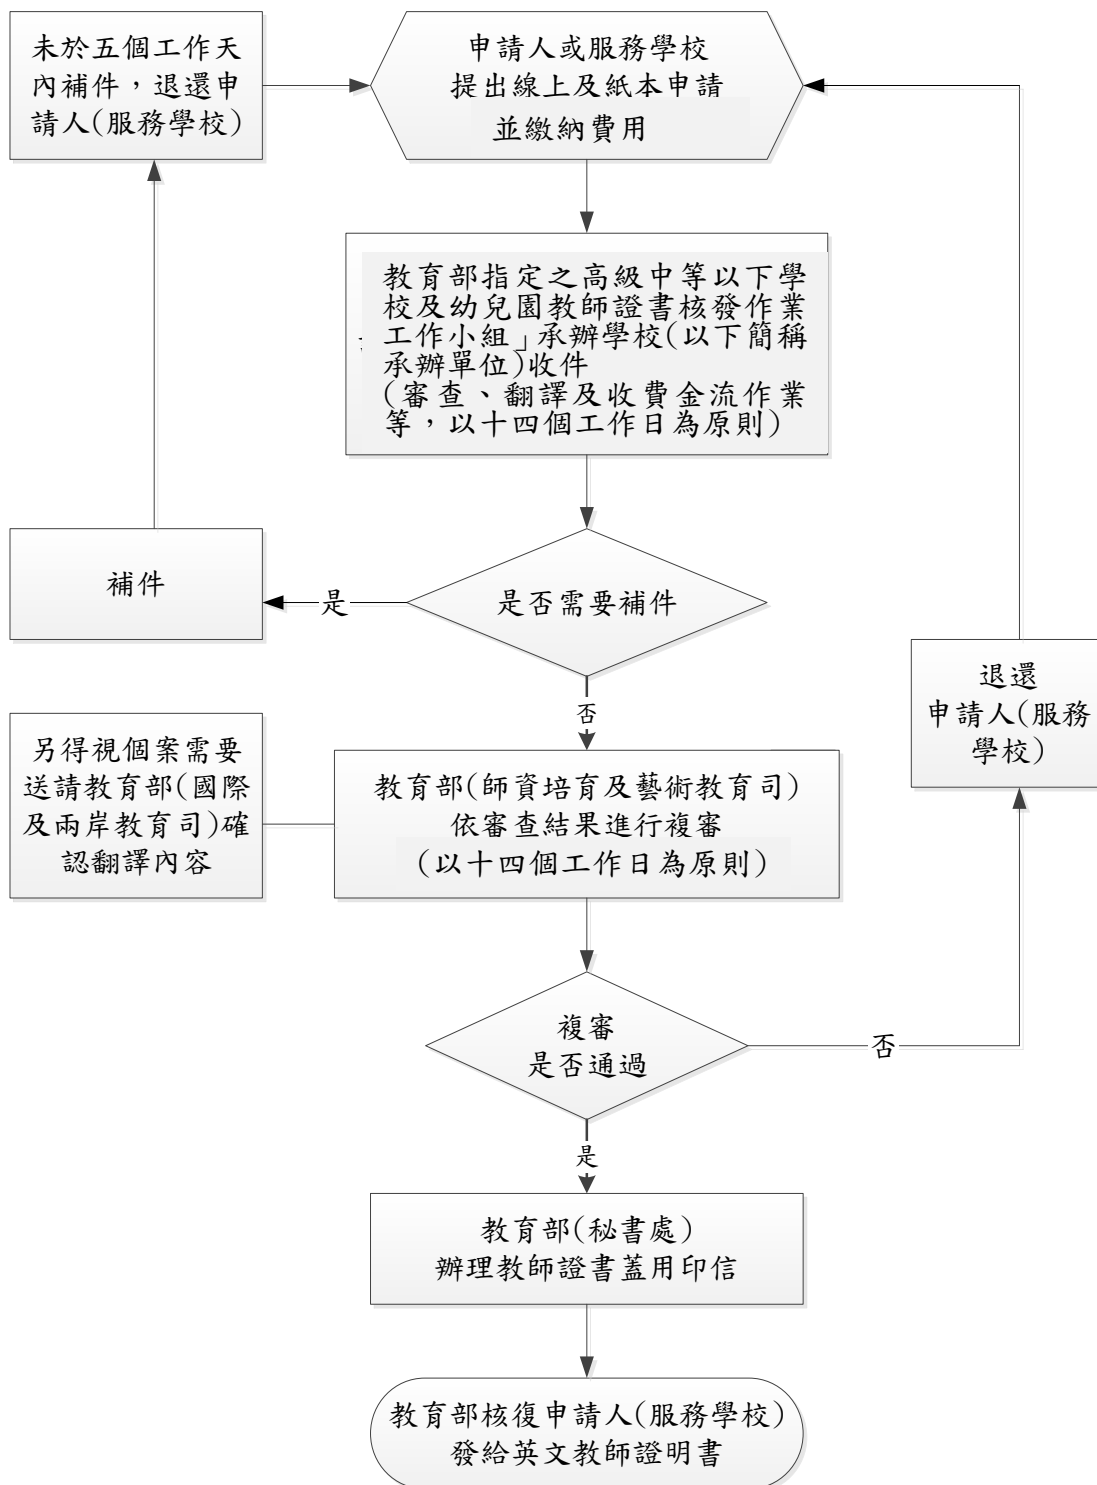 未於五個工作天
內補件，退還申
請人(服務學校)
申請人或服務學校
提出線上及紙本申請
並繳納費用
教育部指定之高級中等以下學
校及幼兒園教師證書核發作業
工作小組」承辦學校(以下簡稱
承辦單位)收件
(審查、翻譯及收費金流作業
等，以十四個工作日為原則)
補件
是
是否需要補件
退還
申請人(服務
學校)
否
另得視個案需要
送請教育部(國際
及兩岸教育司)確
認翻譯內容
教育部(師資培育及藝術教育司)
依審查結果進行複審
(以十四個工作日為原則)
複審
是否通過
否
是
教育部(秘書處)
辦理教師證書蓋用印信
教育部核復申請人(服務學校)
發給英文教師證明書